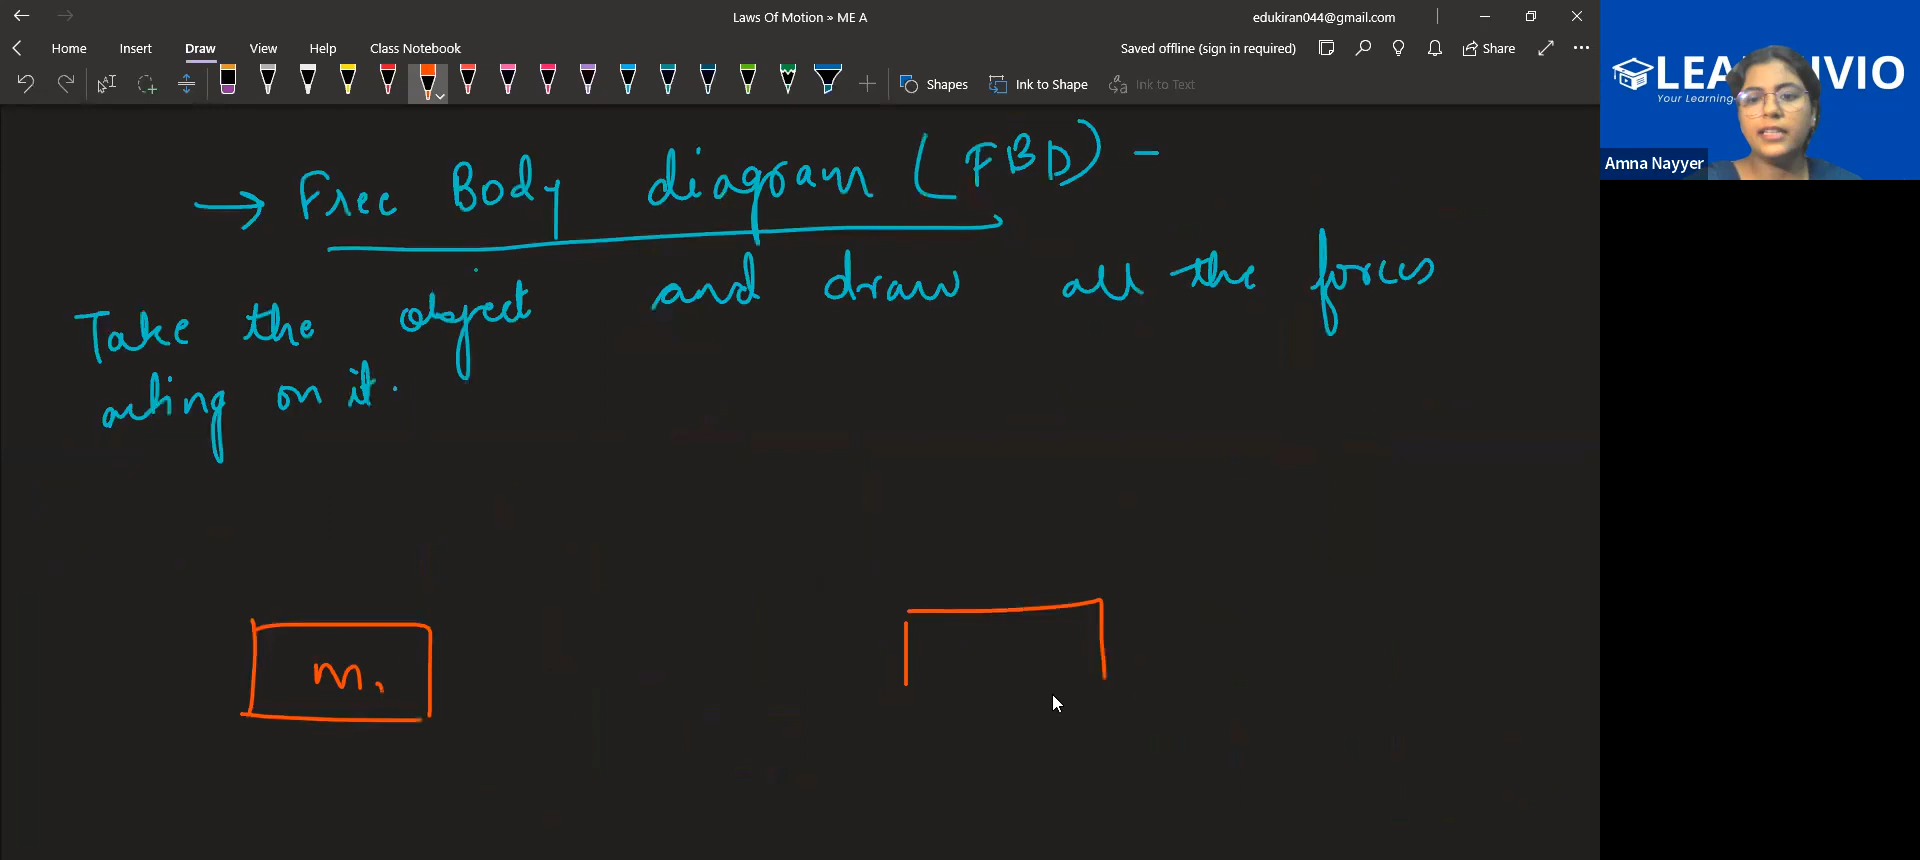 Laws Of Motion » ME A
edukiran044@gmail.com
Home Insert Draw View Help Class Notebook
Saved offline (sign in required)
Share
Shapes
Ink to Shape
Ink to Text
Your Learning
Amna Nayyer
→ Free Body diagram (FBD) -
Take the object and draw all the forces
acting on it.
m₁